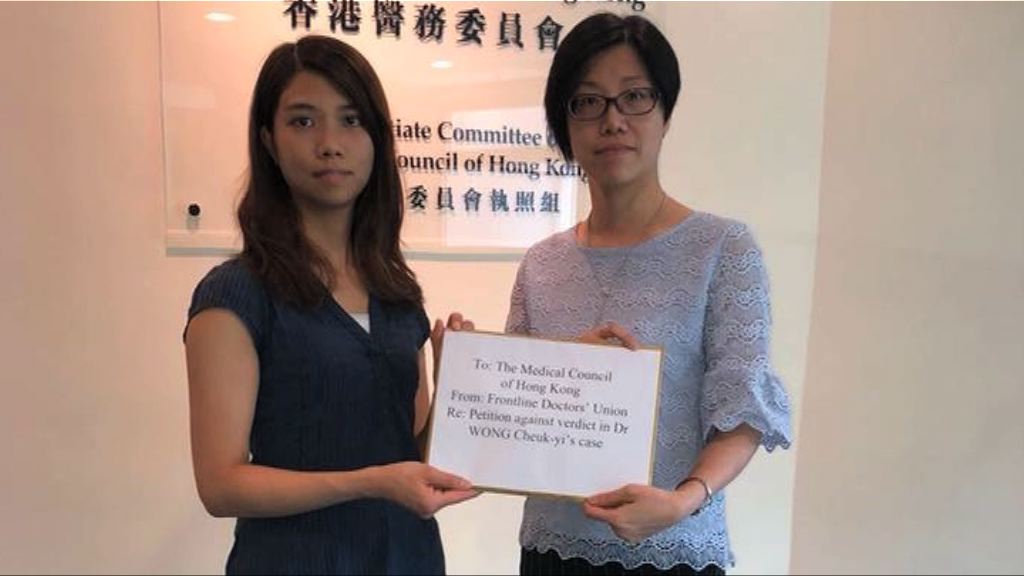 香港醫務委員會
tiate Committee
ouncil of Hong Kong
委員會執照組
To: The Medical Council
of Hong Kong
From: Frontline Doctors' Union
Re: Petition against verdict in Dr
WONG Cheuk-yi's case